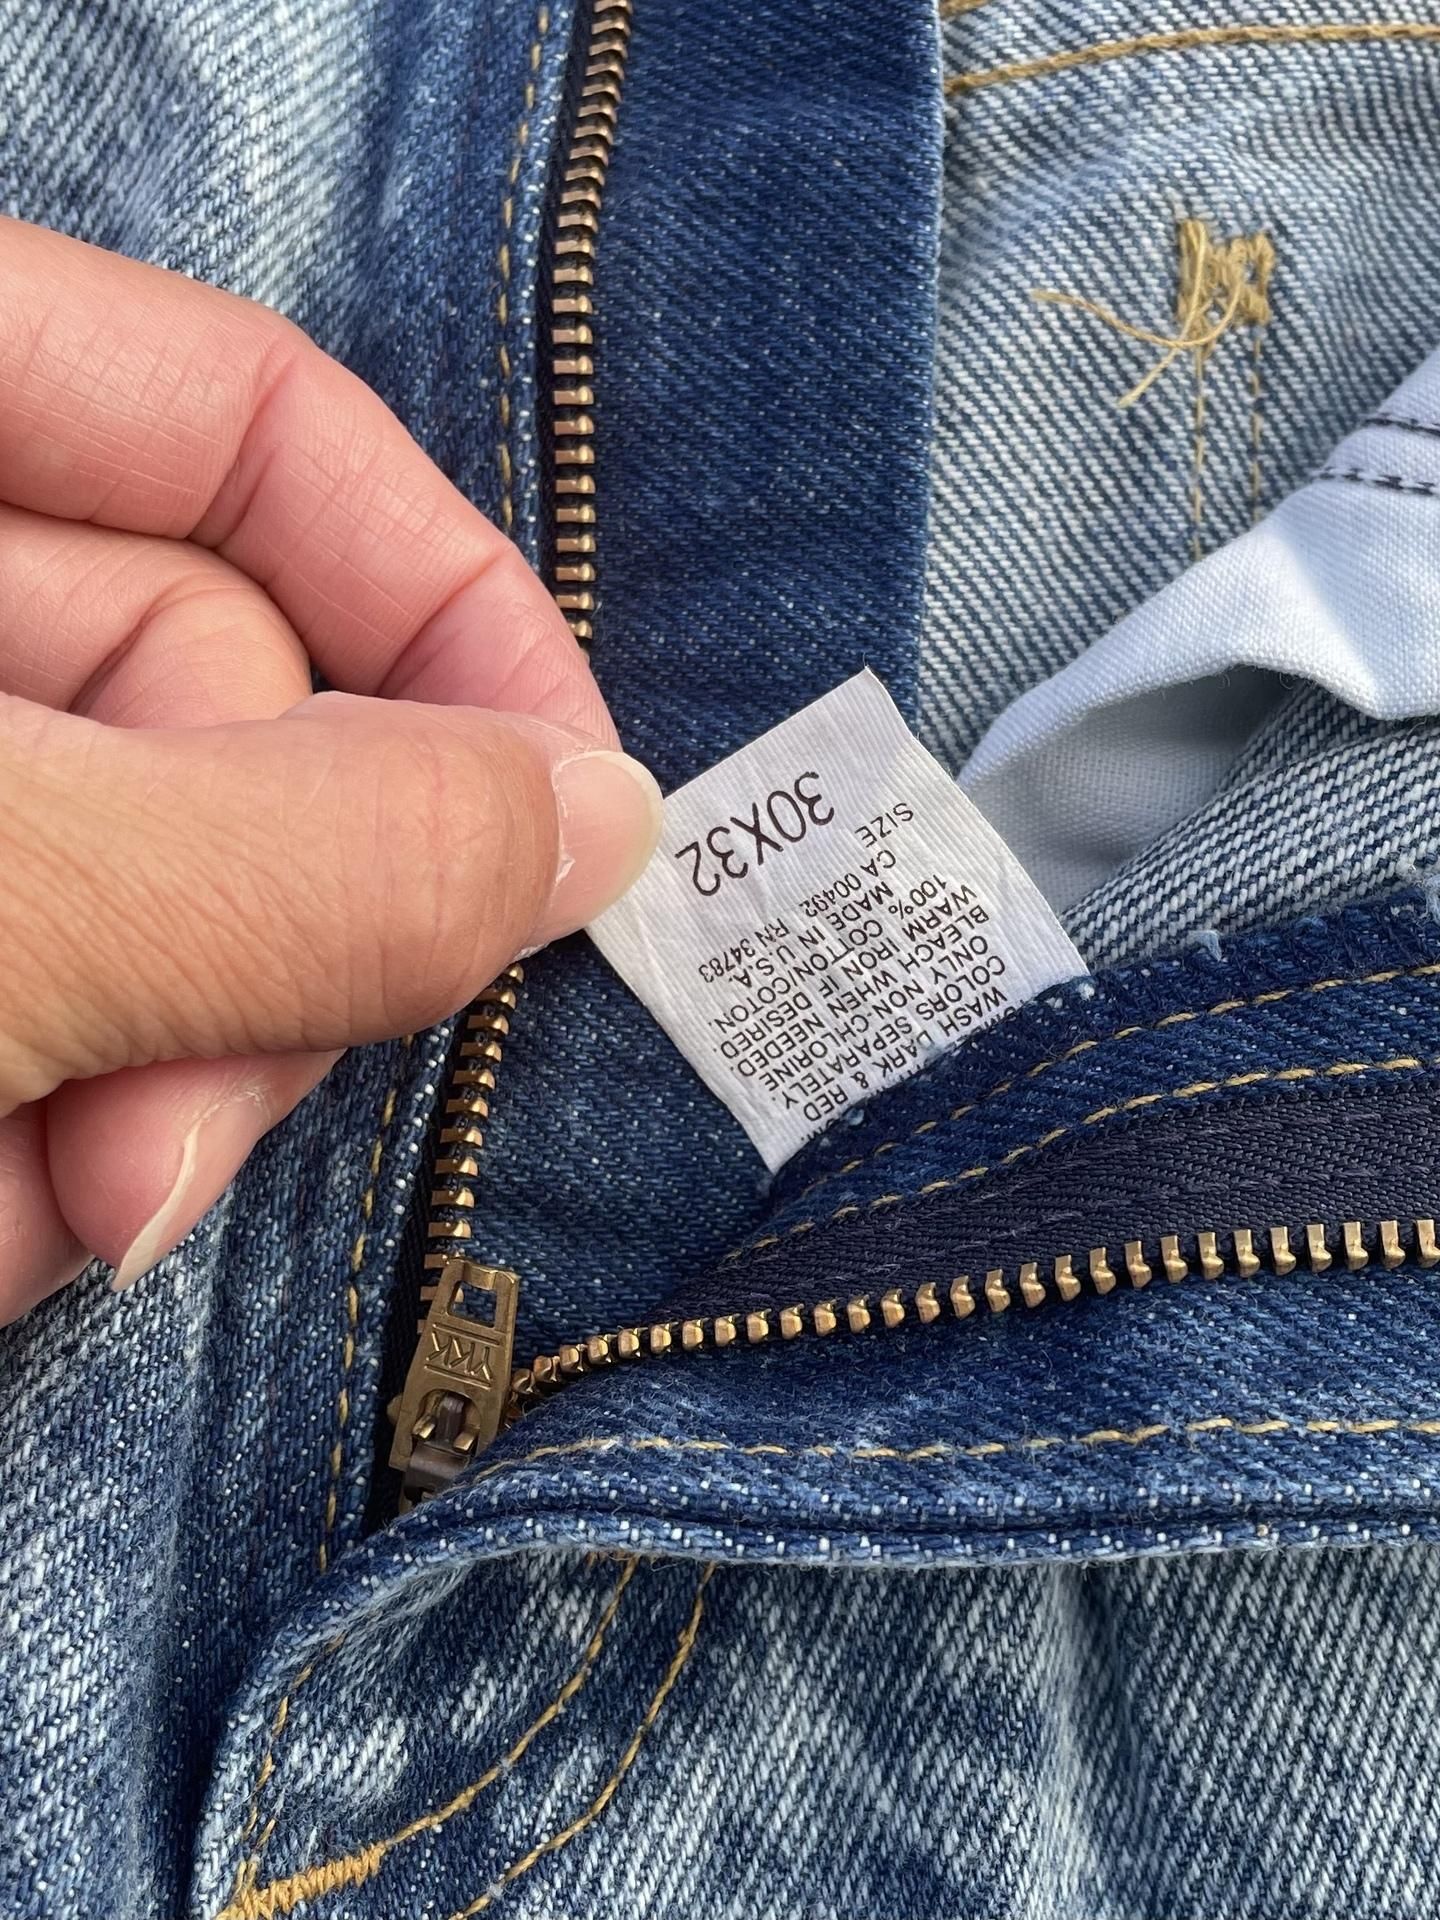 WASH DARK & RED
COLORS SEPARATELY.
ONLY NON-CHLORINE
BLEACH WHEN NEEDED.
WARM IRON IF DESIRED.
100% COTTON/COTON.
MADE IN U.S.A.
CA 00492 RN 34783
SIZE
30X32
YKK